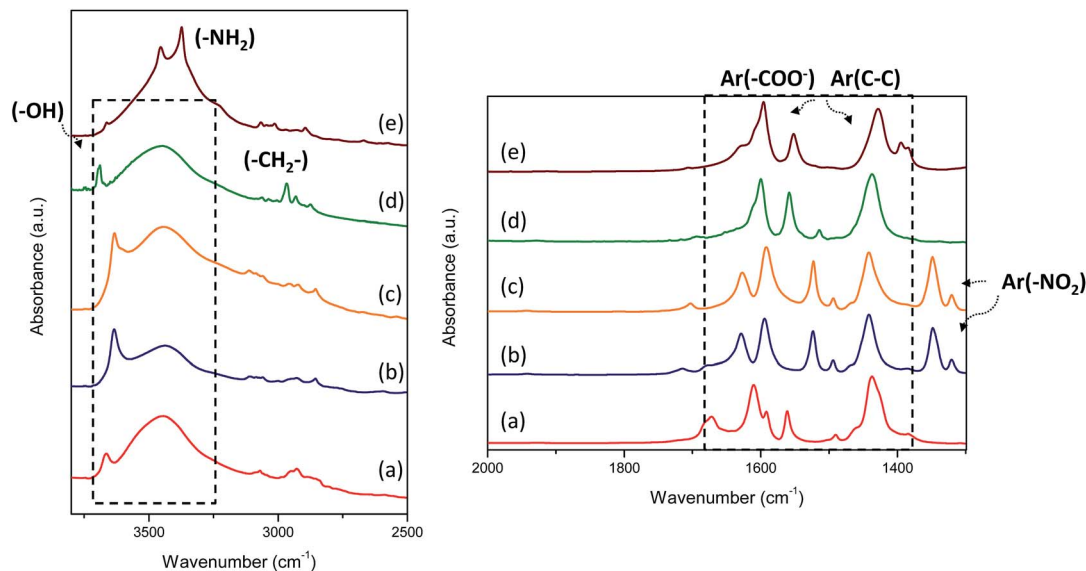 (-NH₂)
(-OH)
(e)
(-CH₂-)
(d)
(c)
(b)
(a)
Absorbance (a.u.)
3500 3000 2500
Wavenumber (cm⁻¹)
Ar(-COO⁻) Ar(C-C)
(e)
(d)
(c)
Ar(-NO₂)
(b)
(a)
Absorbance (a.u.)
2000 1800 1600 1400
Wavenumber (cm⁻¹)